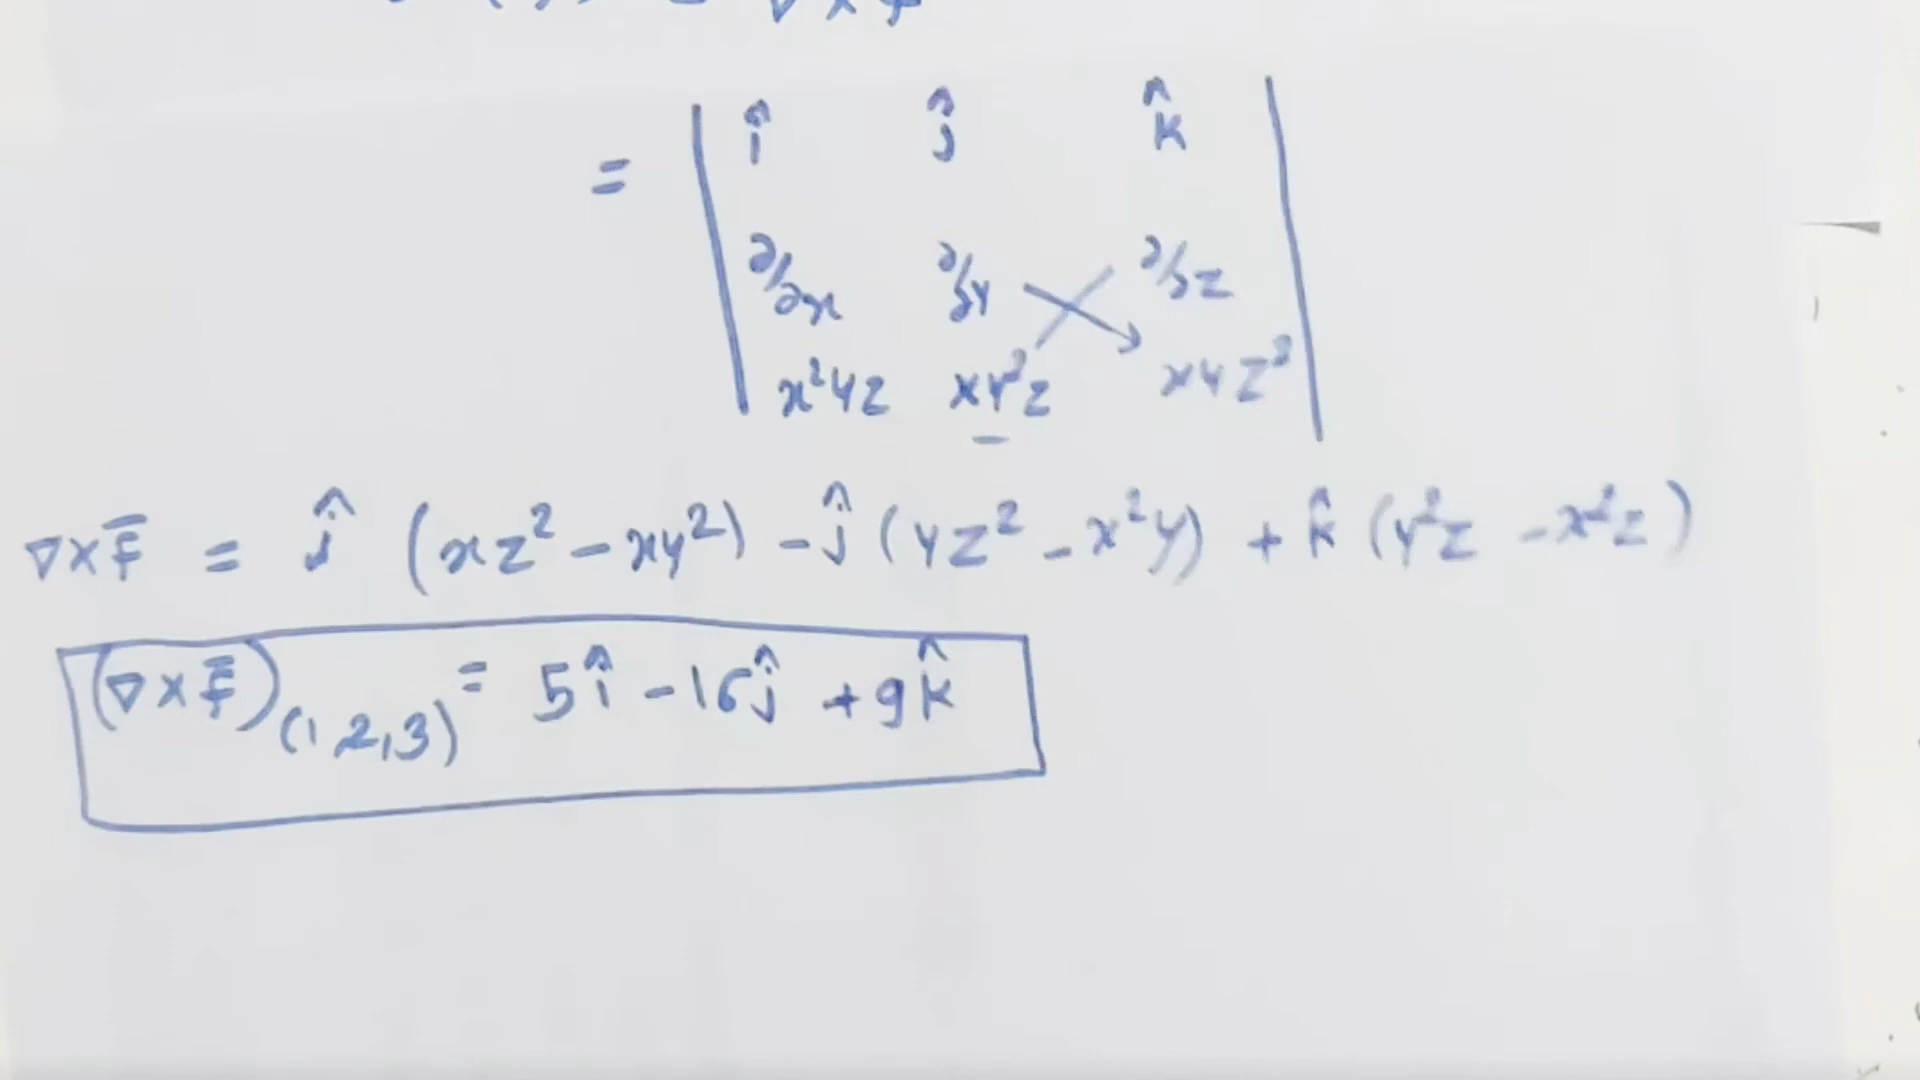 ∇×F̄
= | î ĵ k̂ |
∂/∂x ∂/∂y ∂/∂z
x²yz xy²z xyz²
∇×F̄ = ĵ (xz² – xy²) – ĵ (yz² – x²y) + k̂ (y²z – x²z)
(∇×F̄)(1 2,3) = 5î – 16ĵ + 9k̂